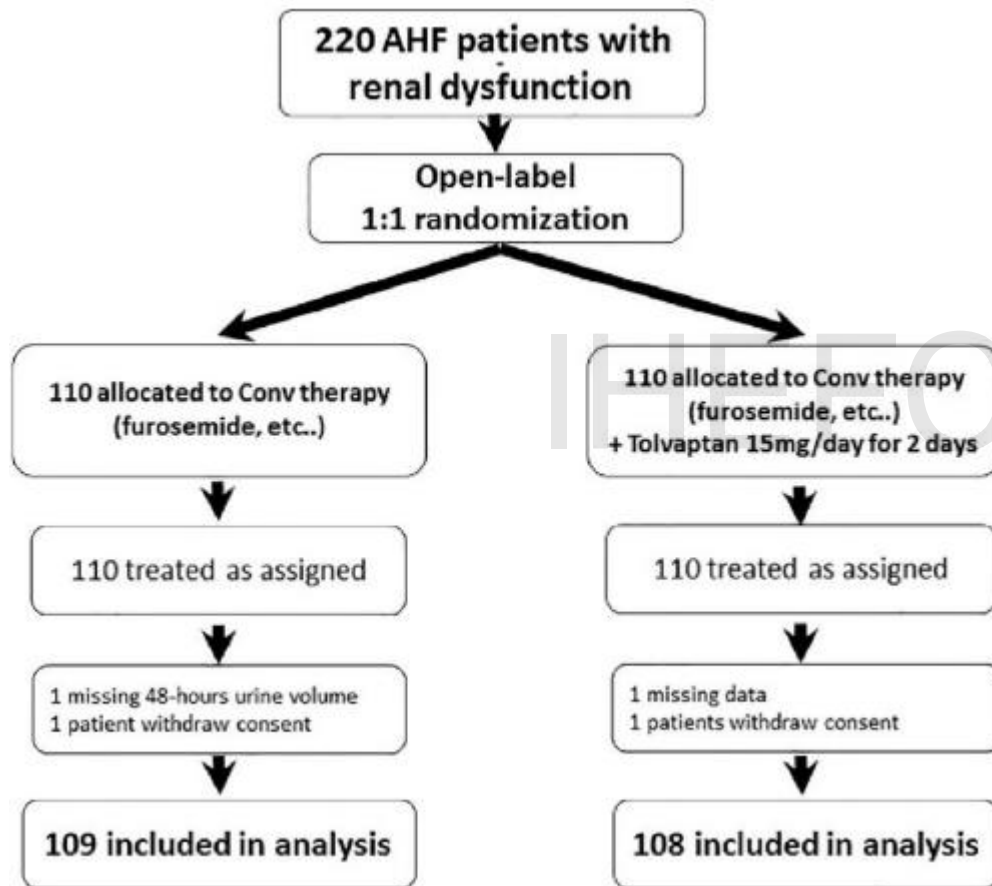 220 AHF patients with
renal dysfunction
Open-label
1:1 randomization
110 allocated to Conv therapy
(furosemide, etc..)
110 allocated to Conv therapy
(furosemide, etc..)
+ Tolvaptan 15mg/day for 2 days
110 treated as assigned
110 treated as assigned
1 missing 48-hours urine volume
1 patient withdraw consent
1 missing data
1 patients withdraw consent
109 included in analysis
108 included in analysis